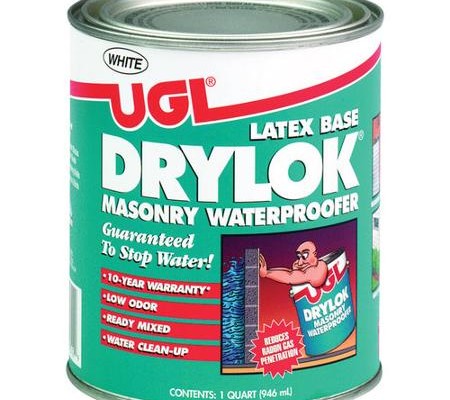 WHITE
UGL®
LATEX BASE
DRYLOK®
MASONRY WATERPROOFER
Guaranteed
To Stop Water!
• 10-YEAR WARRANTY*
• LOW ODOR
• READY MIXED
• WATER CLEAN-UP
UGL
DRYLOK
MASONRY
WATERPROOFER
REDUCES
RADON GAS
PENETRATION
CONTENTS: 1 QUART (946 mL)